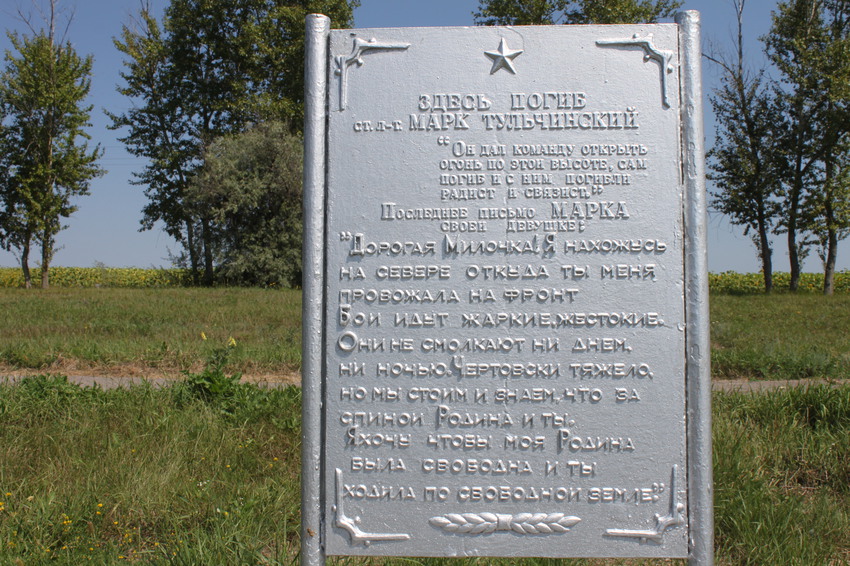 ЗДЕСЬ ПОГИБ
ст. л-т. МАРК ТУЛЬЧИНСКИЙ
"ОН ДАЛ КОМАНДУ ОТКРЫТЬ
ОГОНЬ ПО ЭТОЙ ВЫСОТЕ, САМ
ПОГИБ И С НИМ ПОГИБЛИ
РАДИСТ И СВЯЗИСТ."
ПОСЛЕДНЕЕ ПИСЬМО МАРКА
СВОЕЙ ДЕВУШКЕ:
"ДОРОГАЯ МИЛОЧКА! Я НАХОЖУСЬ
НА СЕВЕРЕ ОТКУДА ТЫ МЕНЯ
ПРОВОЖАЛА НА ФРОНТ
БОИ ИДУТ ЖАРКИЕ, ЖЕСТОКИЕ.
ОНИ НЕ СМОЛКАЮТ НИ ДНЕМ,
НИ НОЧЬЮ. ЧЕРТОВСКИ ТЯЖЕЛО,
НО МЫ СТОИМ И ЗНАЕМ, ЧТО ЗА
СПИНОЙ РОДИНА И ТЫ.
Я ХОЧУ ЧТОБЫ МОЯ РОДИНА
БЫЛА СВОБОДНА И ТЫ
ХОДИЛА ПО СВОБОДНОЙ ЗЕМЛЕ."